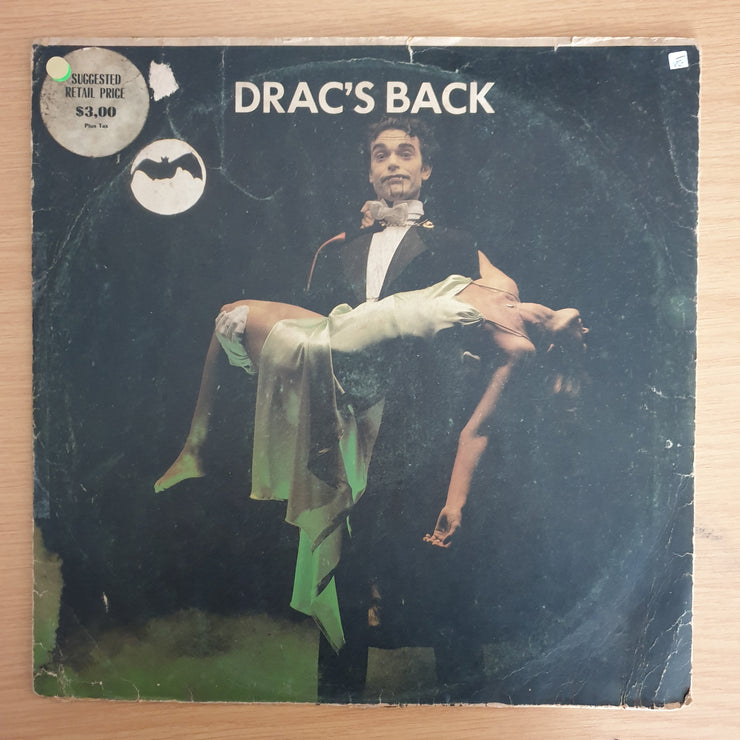 SUGGESTED
RETAIL PRICE
$3,00
Plus Tax
DRAC'S BACK